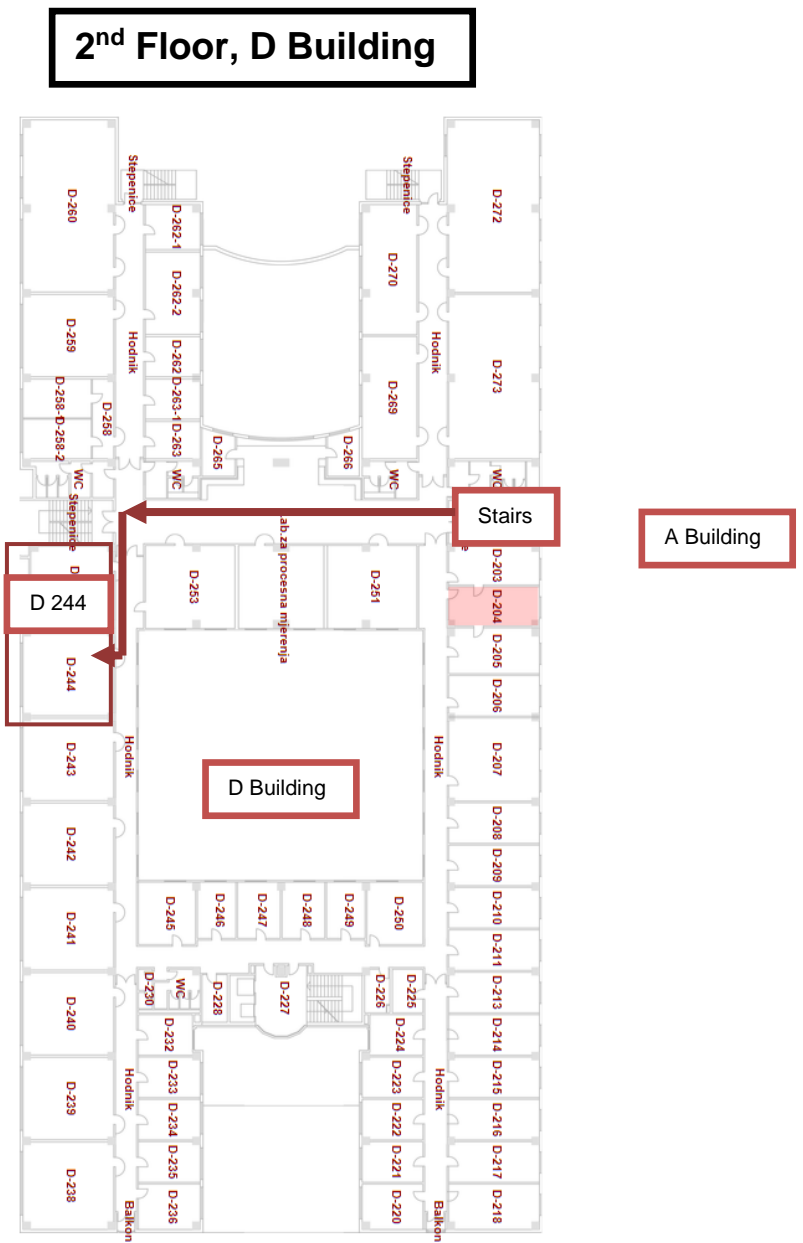 2nd Floor, D Building
Stepenice
Stepenice
D-260
D-262-1
D-270
D-272
D-262-2
D-259
Hodnik
D-262
Hodnik
D-273
D-258-1
D-263-1
D-269
D-258
D-258-2
D-263
D-265
D-266
WC
WC
WC
WC
Stepenice
Stairs
A Building
D-253
Lab.za procesna mjerenja
D-251
D-203
D 244
D-204
D-244
D-205
D-206
D-243
Hodnik
D Building
Hodnik
D-207
D-242
D-208
D-209
D-241
D-245
D-246
D-247
D-248
D-249
D-250
D-210
D-211
D-240
D-230
WC
D-228
D-227
D-226
D-225
D-213
D-232
D-224
D-214
D-239
Hodnik
D-233
D-223
Hodnik
D-215
D-234
D-222
D-216
D-238
D-235
D-221
D-217
Balkon
D-236
D-220
Balkon
D-218